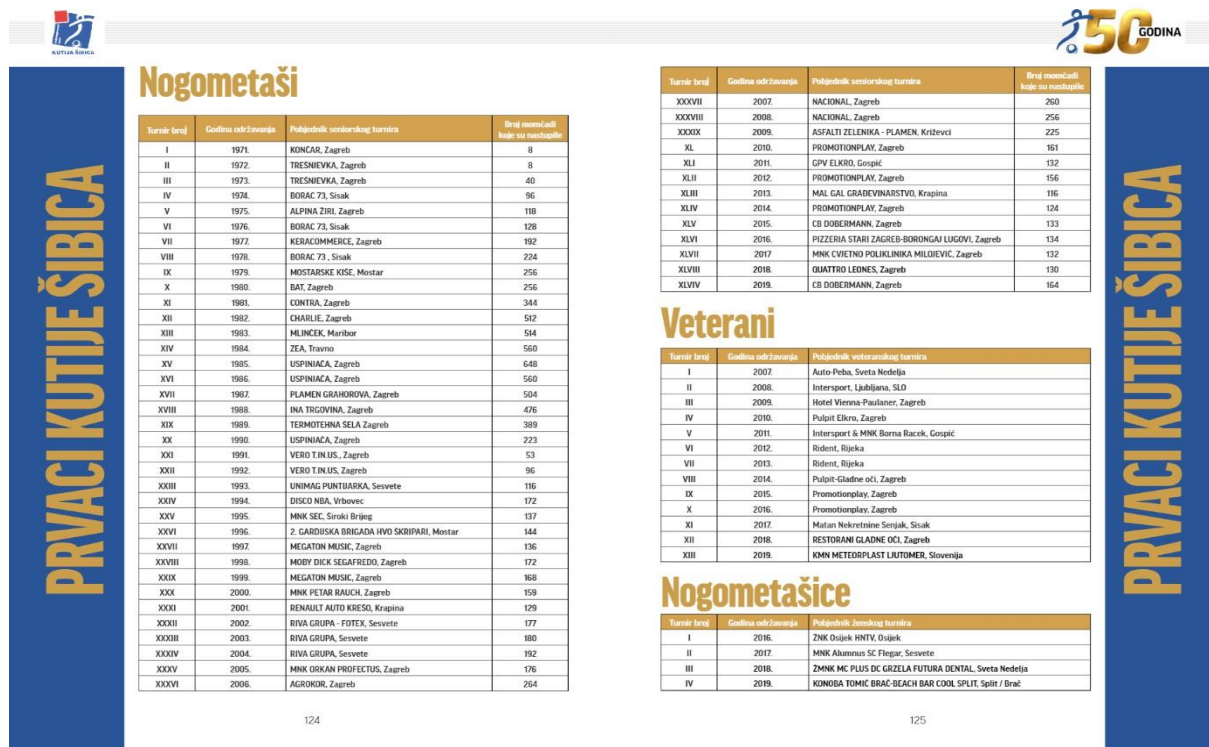 KUTIJA ŠIBICA
50 GODINA
PRVACI KUTIJE ŠIBICA
Nogometaši
Turnir broj Godina održavanja Pobjednik seniorskog turnira Broj momčadi koje su nastupile
I 1971. KONČAR, Zagreb 8
II 1972. TREŠNJEVKA, Zagreb 8
III 1973. TREŠNJEVKA, Zagreb 40
IV 1974. BORAC 73, Sisak 96
V 1975. ALPINA ŽIRI, Zagreb 118
VI 1976. BORAC 73, Sisak 128
VII 1977. KERACOMMERCE, Zagreb 192
VIII 1978. BORAC 73 , Sisak 224
IX 1979. MOSTARSKE KIŠE, Mostar 256
X 1980. BAT, Zagreb 256
XI 1981. CONTRA, Zagreb 344
XII 1982. CHARLIE, Zagreb 512
XIII 1983. MLINČEK, Maribor 514
XIV 1984. ZEA, Travno 560
XV 1985. USPINJAČA, Zagreb 648
XVI 1986. USPINJAČA, Zagreb 560
XVII 1987. PLAMEN GRAHOROVA, Zagreb 504
XVIII 1988. INA TRGOVINA, Zagreb 476
XIX 1989. TERMOTEHNA SELA Zagreb 389
XX 1990. USPINJAČA, Zagreb 223
XXI 1991. VERO T.IN.US., Zagreb 53
XXII 1992. VERO T.IN.US, Zagreb 96
XXIII 1993. UNIMAG PUNTIJARKA, Sesvete 116
XXIV 1994. DISCO NBA, Vrbovec 172
XXV 1995. MNK SEC, Široki Brijeg 137
XXVI 1996. 2. GARDIJSKA BRIGADA HVO ŠKRIPARI, Mostar 144
XXVII 1997. MEGATON MUSIC, Zagreb 136
XXVIII 1998. MOBY DICK SEGAFREDO, Zagreb 172
XXIX 1999. MEGATON MUSIC, Zagreb 168
XXX 2000. MNK PETAR RAUCH, Zagreb 159
XXXI 2001. RENAULT AUTO KREŠO, Krapina 129
XXXII 2002. RIVA GRUPA - FOTEX, Sesvete 177
XXXIII 2003. RIVA GRUPA, Sesvete 180
XXXIV 2004. RIVA GRUPA, Sesvete 192
XXXV 2005. MNK ORKAN PROFECTUS, Zagreb 176
XXXVI 2006. AGROKOR, Zagreb 264
124
Turnir broj Godina održavanja Pobjednik seniorskog turnira Broj momčadi koje su nastupile
XXXVII 2007. NACIONAL, Zagreb 260
XXXVIII 2008. NACIONAL, Zagreb 256
XXXIX 2009. ASFALTI ZELENIKA - PLAMEN, Križevci 225
XL 2010. PROMOTIONPLAY, Zagreb 161
XLI 2011. GPV ELKRO, Gospić 132
XLII 2012. PROMOTIONPLAY, Zagreb 156
XLIII 2013. MAL GAL GRAĐEVINARSTVO, Krapina 116
XLIV 2014. PROMOTIONPLAY, Zagreb 124
XLV 2015. CB DOBERMANN, Zagreb 133
XLVI 2016. PIZZERIA STARI ZAGREB-BORONGAJ LUGOVI, Zagreb 134
XLVII 2017 MNK CVJETNO POLIKLINIKA MILOJEVIĆ, Zagreb 132
XLVIII 2018. QUATTRO LEONES, Zagreb 130
XLVIV 2019. CB DOBERMANN, Zagreb 164
Veterani
Turnir broj Godina održavanja Pobjednik veteranskog turnira
I 2007. Auto-Peba, Sveta Nedelja
II 2008. Intersport, Ljubljana, SLO
III 2009. Hotel Vienna-Paulaner, Zagreb
IV 2010. Pulpit Elkro, Zagreb
V 2011. Intersport & MNK Borna Racek, Gospić
VI 2012. Rident, Rijeka
VII 2013. Rident, Rijeka
VIII 2014. Pulpit-Gladne oči, Zagreb
IX 2015. Promotionplay, Zagreb
X 2016. Promotionplay, Zagreb
XI 2017. Matan Nekretnine Senjak, Sisak
XII 2018. RESTORANI GLADNE OČI, Zagreb
XIII 2019. KMN METEORPLAST LJUTOMER, Slovenija
Nogometašice
Turnir broj Godina održavanja Pobjednik ženskog turnira
I 2016. ŽNK Osijek HNTV, Osijek
II 2017. MNK Alumnus SC Flegar, Sesvete
III 2018. ŽMNK MC PLUS DC GRZELA FUTURA DENTAL, Sveta Nedelja
IV 2019. KONOBA TOMIĆ BRAČ-BEACH BAR COOL SPLIT, Split / Brač
125
PRVACI KUTIJE ŠIBICA